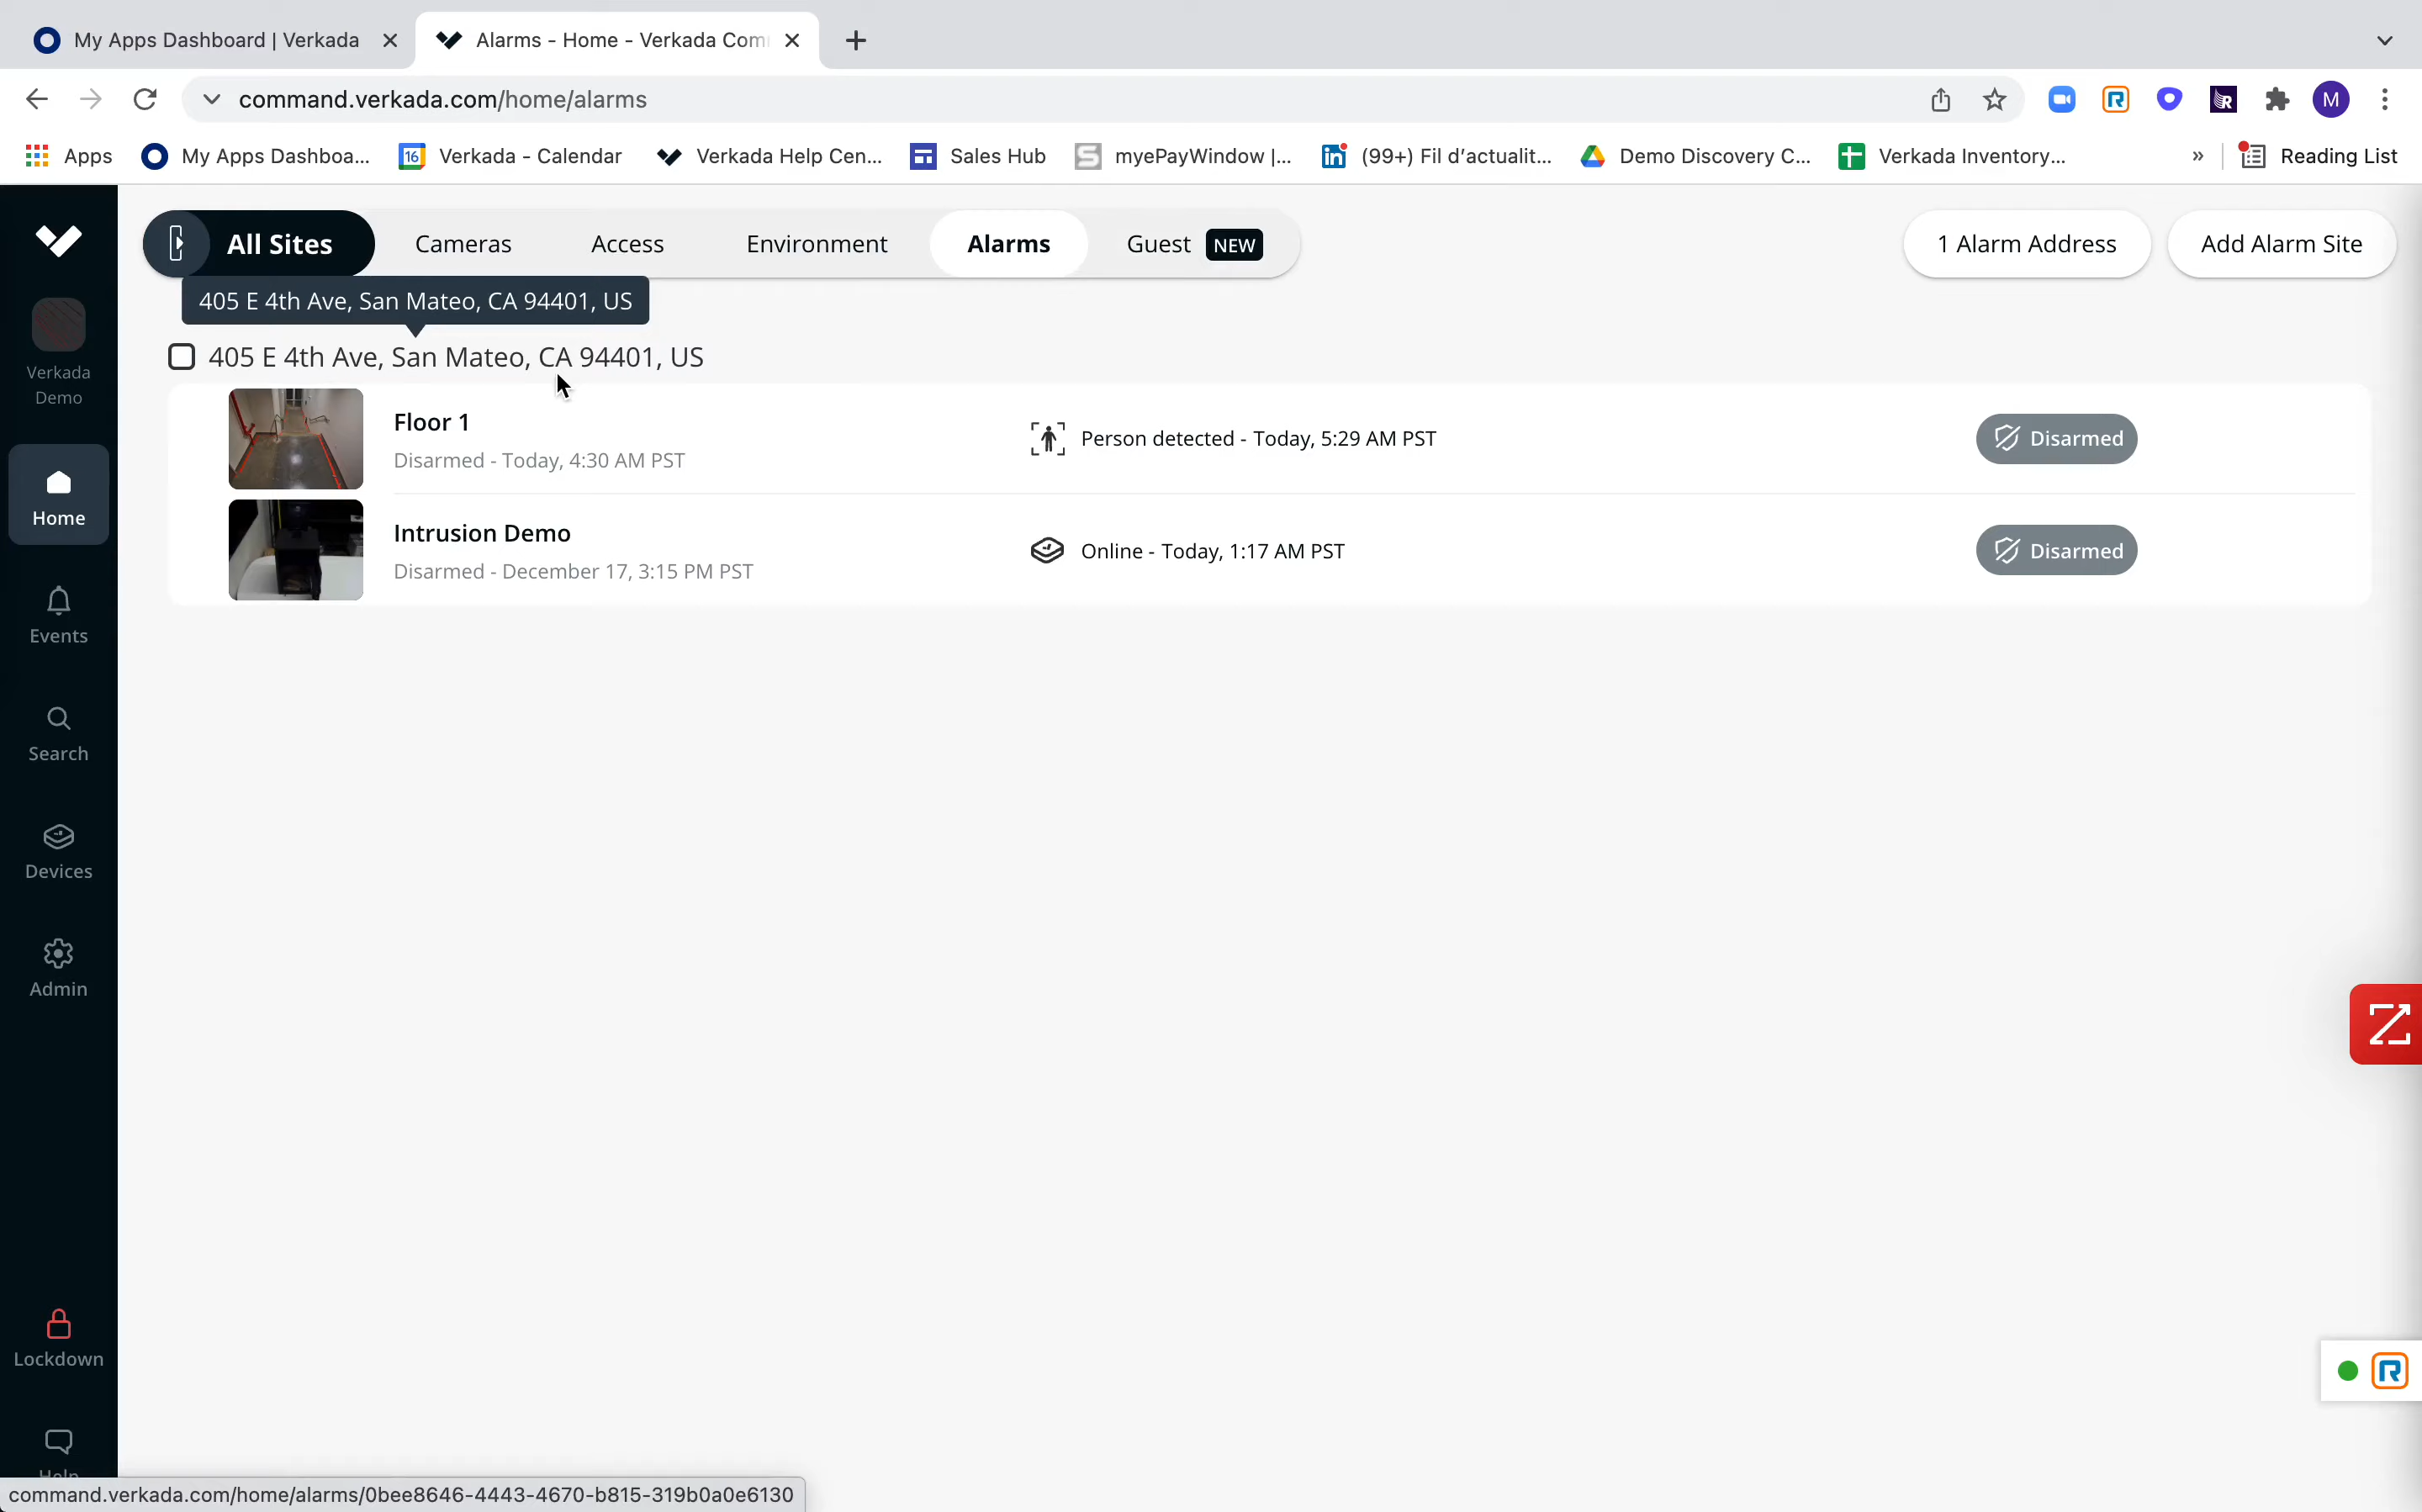 My Apps Dashboard | Verkada
Alarms - Home - Verkada Com
command.verkada.com/home/alarms
M
Apps
My Apps Dashboa...
16
Verkada - Calendar
Verkada Help Cen...
Sales Hub
myePayWindow |...
(99+) Fil d'actualit...
Demo Discovery C...
Verkada Inventory...
»
Reading List
All Sites
Cameras
Access
Environment
Alarms
Guest NEW
1 Alarm Address
Add Alarm Site
405 E 4th Ave, San Mateo, CA 94401, US
405 E 4th Ave, San Mateo, CA 94401, US
Verkada
Demo
Home
Events
Search
Devices
Admin
Lockdown
Help
Floor 1
Disarmed - Today, 4:30 AM PST
Person detected - Today, 5:29 AM PST
Disarmed
Intrusion Demo
Disarmed - December 17, 3:15 PM PST
Online - Today, 1:17 AM PST
Disarmed
command.verkada.com/home/alarms/0bee8646-4443-4670-b815-319b0a0e6130